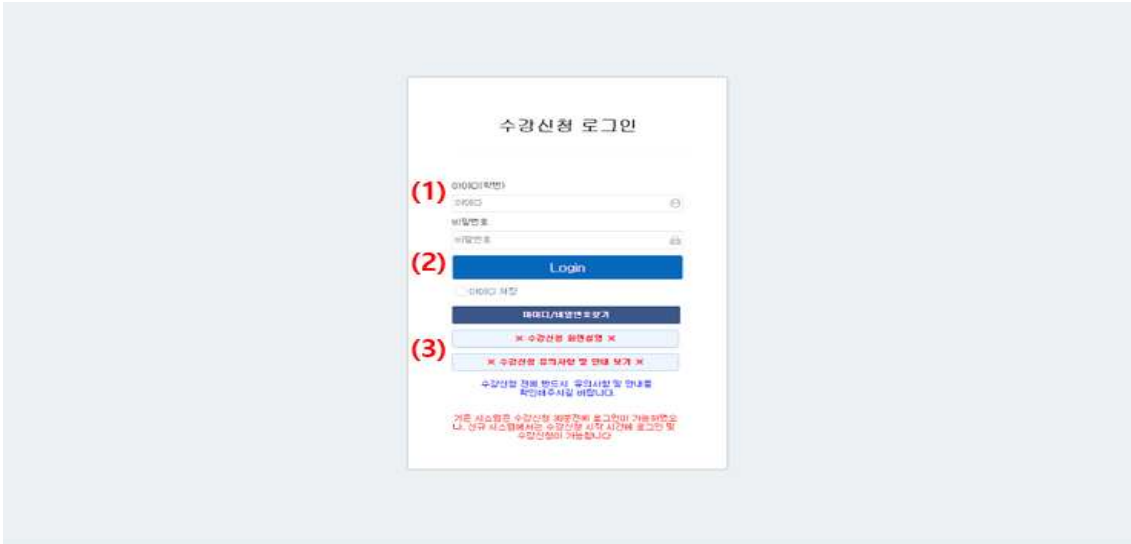 수강신청 로그인
(1)
아이디(학번)
아이디
비밀번호
비밀번호
(2)
Login
아이디 저장
아이디/비밀번호찾기
(3)
※ 수강신청 화면설명 ※
※ 수강신청 유의사항 및 안내 보기 ※
수강신청 전에 반드시 유의사항 및 안내를
확인해주시길 바랍니다.
기존 시스템은 수강신청 30분전에 로그인이 가능하였으
나, 신규 시스템에서는 수강신청 시작 시간에 로그인 및
수강신청이 가능합니다